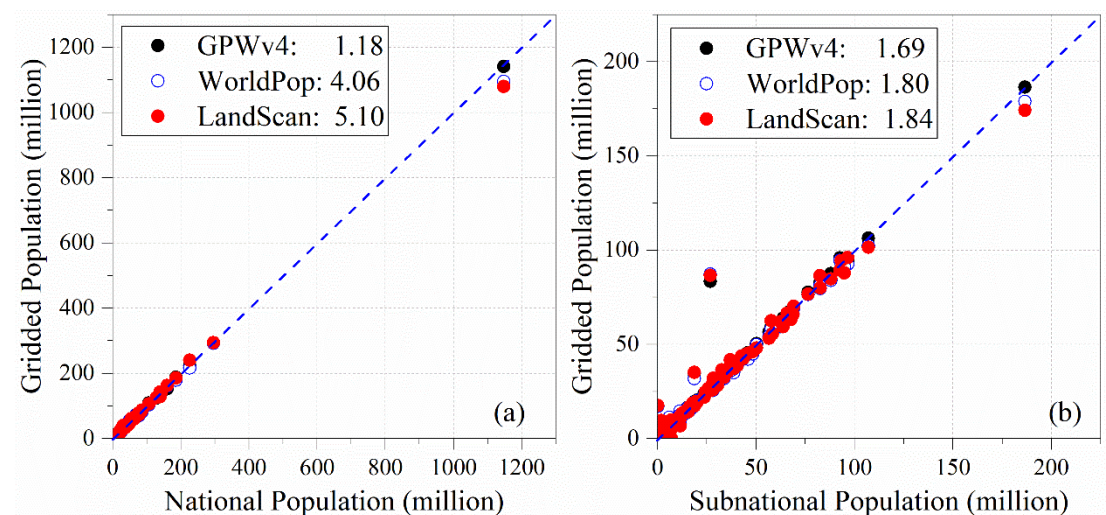 GPWv4: 1.18
WorldPop: 4.06
LandScan: 5.10
(a)
Gridded Population (million)
1200
1000
800
600
400
200
0
0 200 400 600 800 1000 1200
National Population (million)
GPWv4: 1.69
WorldPop: 1.80
LandScan: 1.84
(b)
Gridded Population (million)
200
150
100
50
0
0 50 100 150 200
Subnational Population (million)